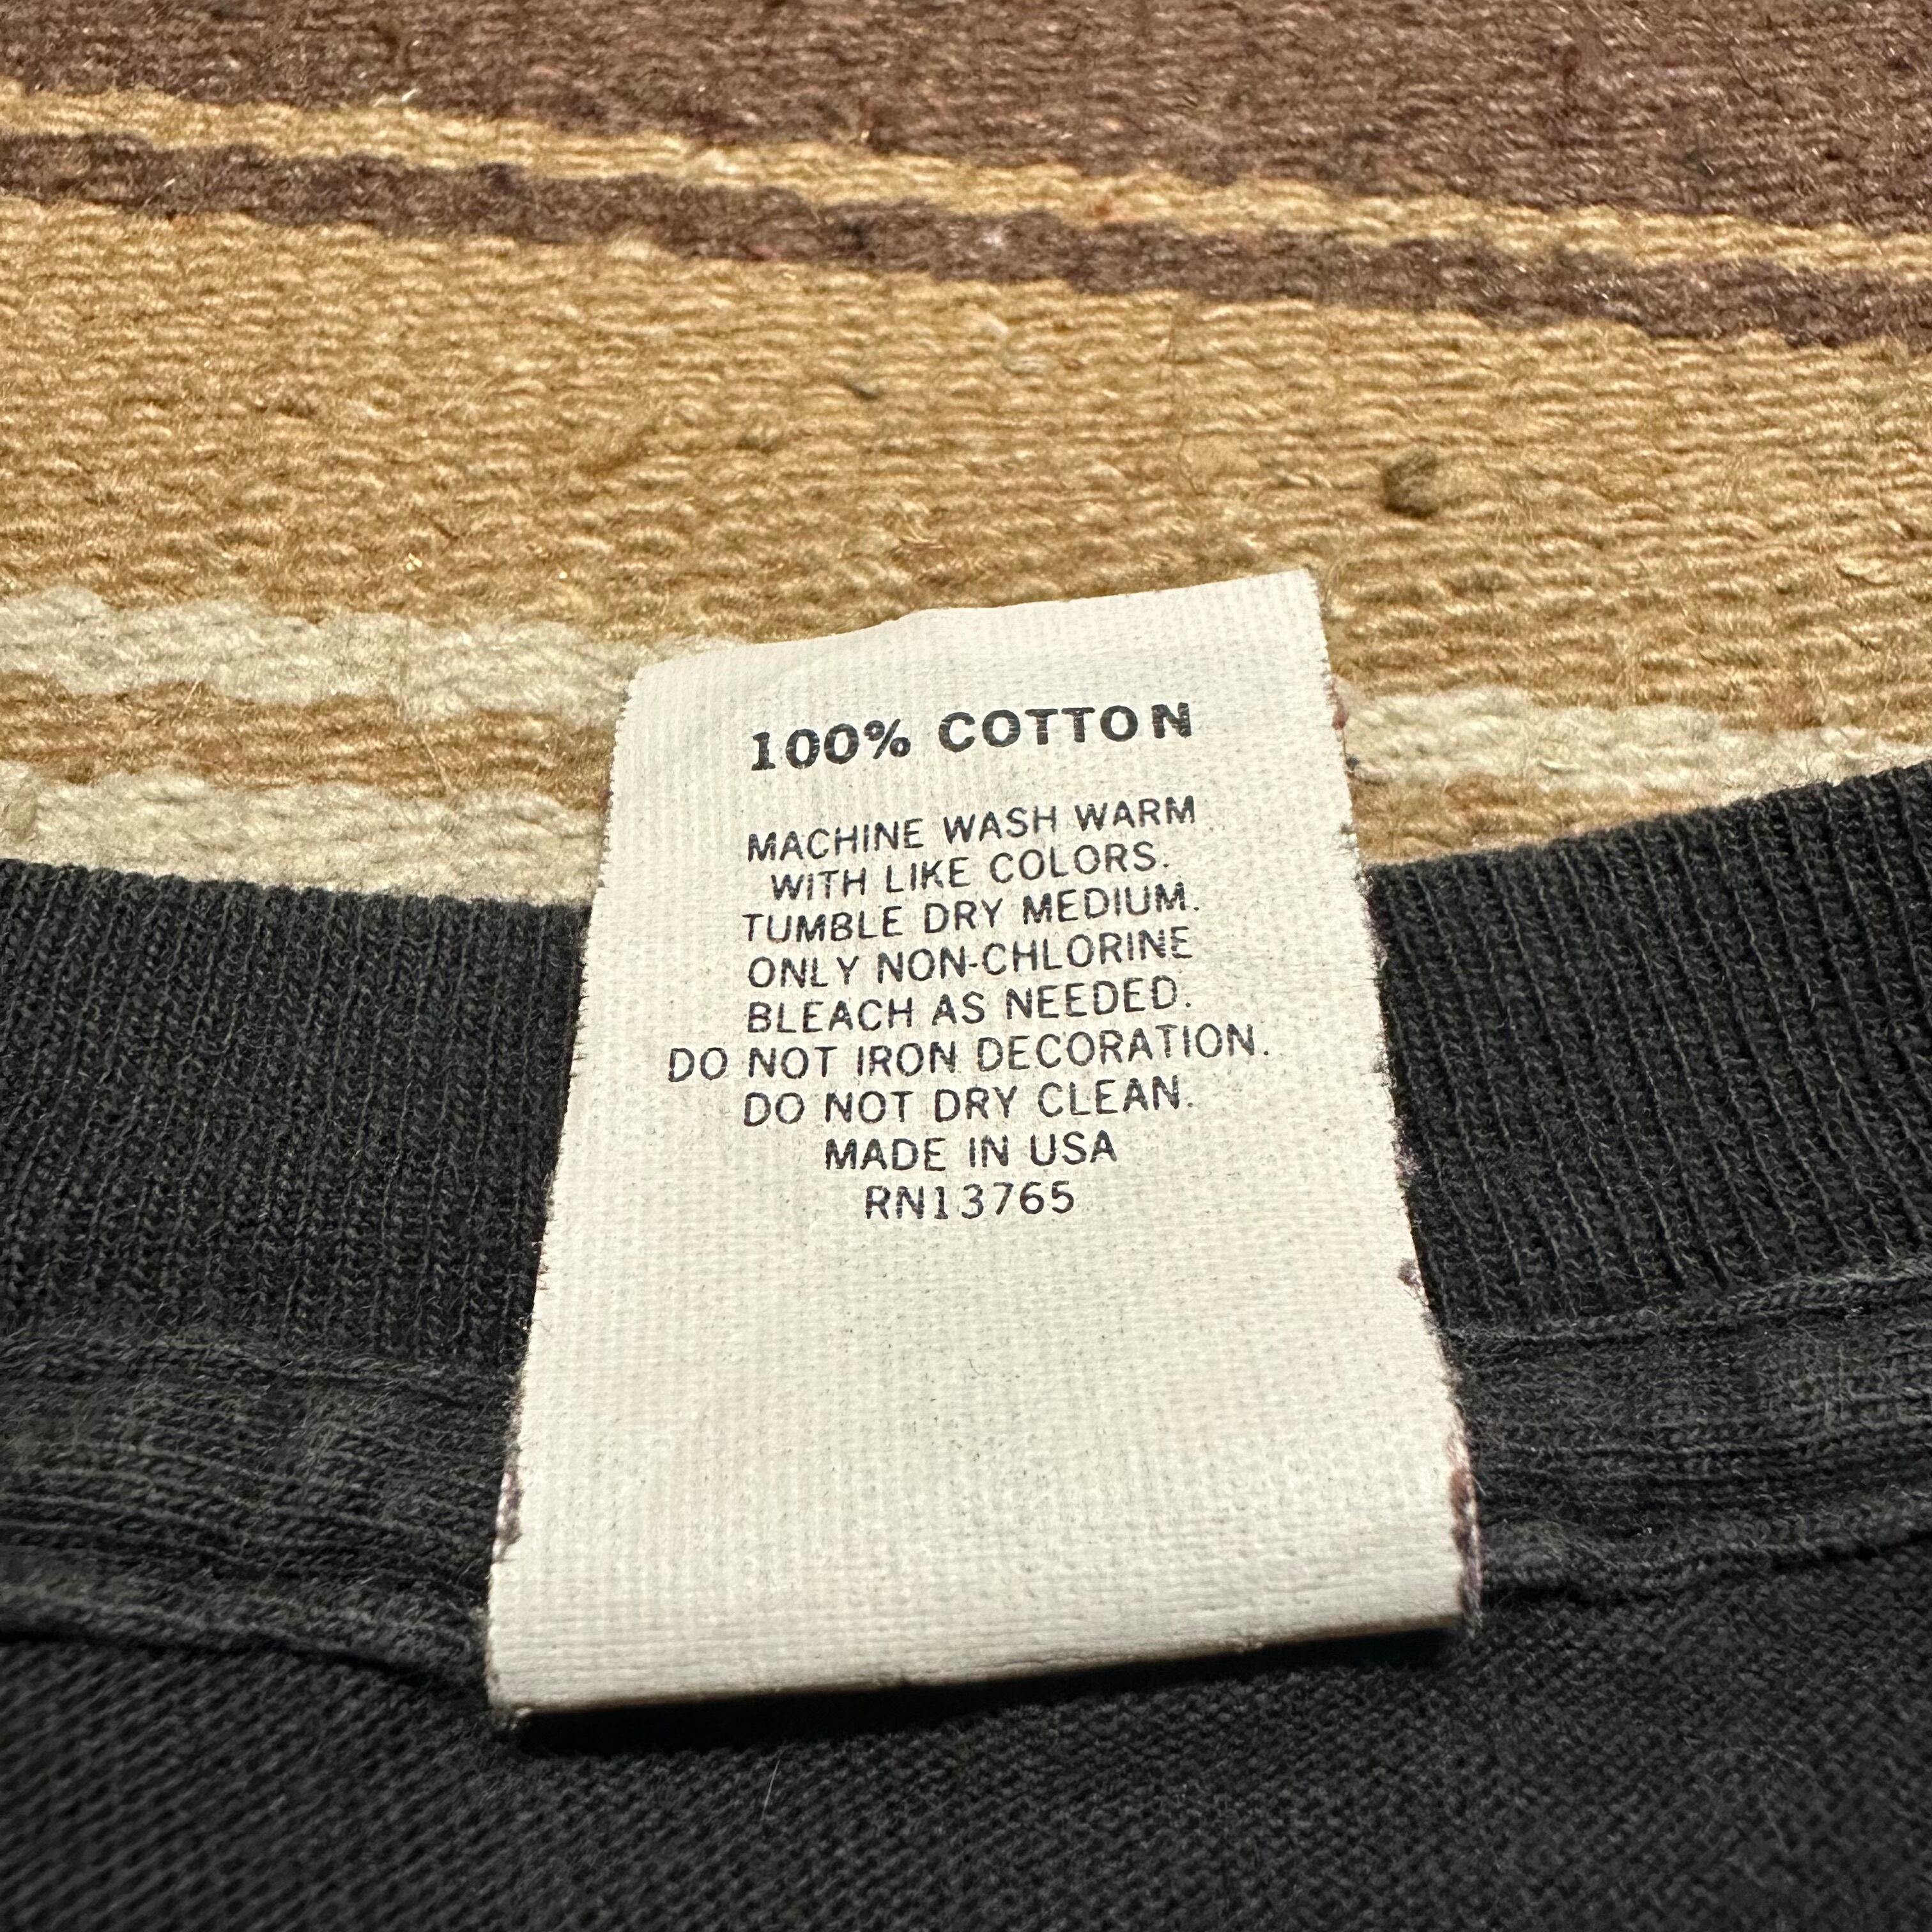 100% COTTON
MACHINE WASH WARM
WITH LIKE COLORS.
TUMBLE DRY MEDIUM.
ONLY NON-CHLORINE
BLEACH AS NEEDED.
DO NOT IRON DECORATION.
DO NOT DRY CLEAN.
MADE IN USA
RN13765